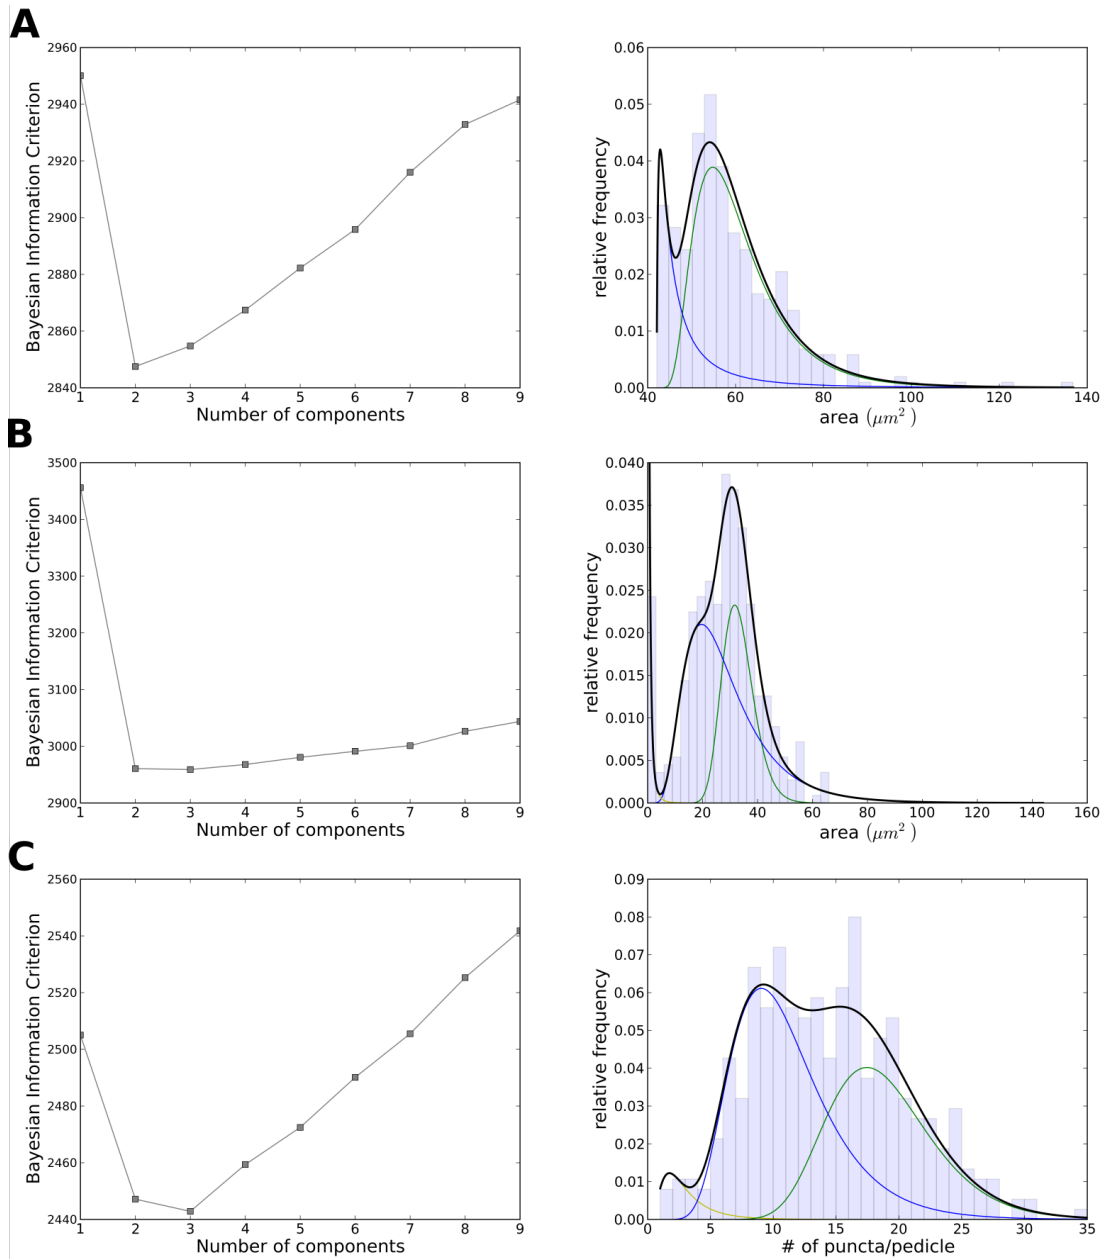 A
2960
2940
2920
2900
2880
2860
2840
1 2 3 4 5 6 7 8 9
Bayesian Information Criterion
Number of components
0.06
0.05
0.04
0.03
0.02
0.01
0.00
40 60 80 100 120 140
relative frequency
area (μm²)
B
3500
3400
3300
3200
3100
3000
2900
1 2 3 4 5 6 7 8 9
Bayesian Information Criterion
Number of components
0.040
0.035
0.030
0.025
0.020
0.015
0.010
0.005
0.000
0 20 40 60 80 100 120 140 160
relative frequency
area (μm²)
C
2560
2540
2520
2500
2480
2460
2440
1 2 3 4 5 6 7 8 9
Bayesian Information Criterion
Number of components
0.09
0.08
0.07
0.06
0.05
0.04
0.03
0.02
0.01
0.00
0 5 10 15 20 25 30 35
relative frequency
# of puncta/pedicle